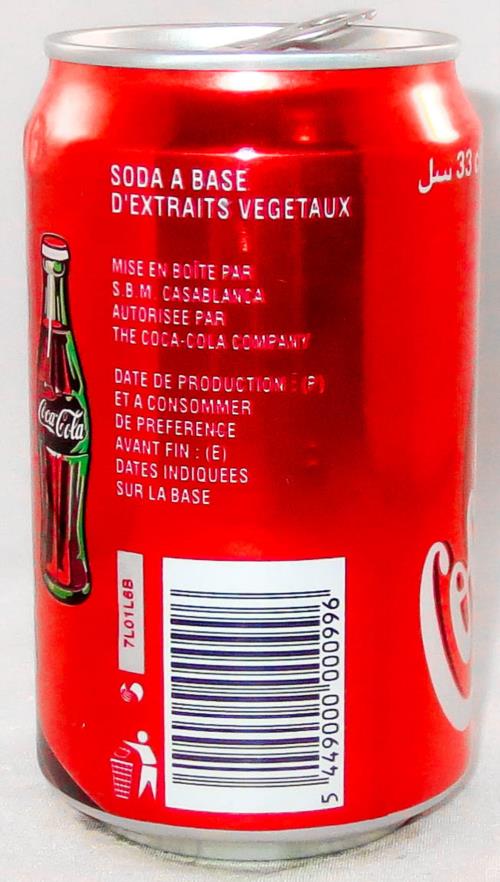 SODA A BASE
D'EXTRAITS VEGETAUX
سل 33 c
MISE EN BOÎTE PAR
S.B.M. CASABLANCA
AUTORISEE PAR
THE COCA-COLA COMPANY
DATE DE PRODUCTION : (P)
ET A CONSOMMER
DE PREFERENCE
AVANT FIN : (E)
DATES INDIQUEES
SUR LA BASE
Coca-Cola
7L01L6B
5 449000 000996